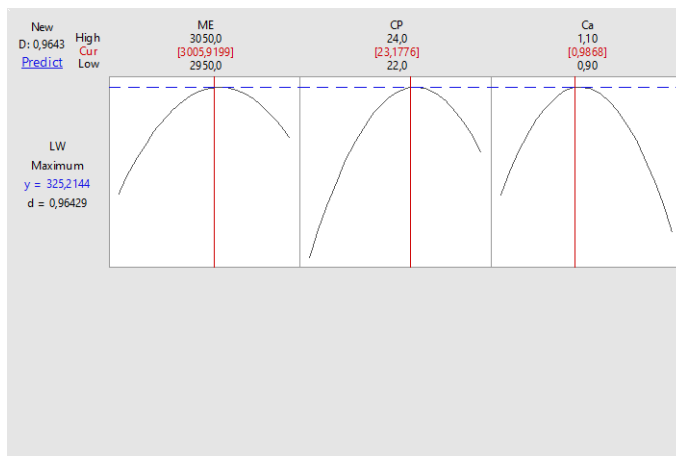 New
D: 0,9643
Predict
High
Cur
Low
ME
3050,0
[3005,9199]
2950,0
CP
24,0
[23,1776]
22,0
Ca
1,10
[0,9868]
0,90
LW
Maximum
y = 325,2144
d = 0,96429